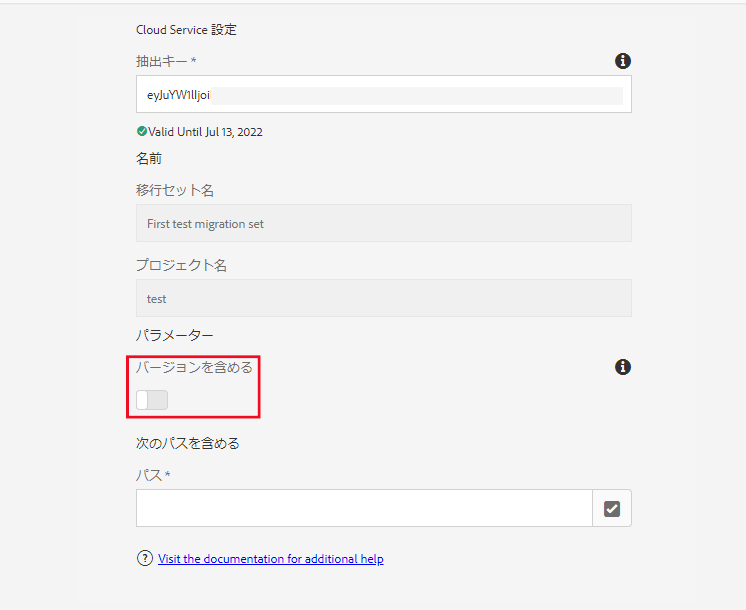 Cloud Service 設定
抽出キー *
eyJuYW1lIjoi
Valid Until Jul 13, 2022
名前
移行セット名
First test migration set
プロジェクト名
test
パラメーター
バージョンを含める
次のパスを含める
パス *
Visit the documentation for additional help